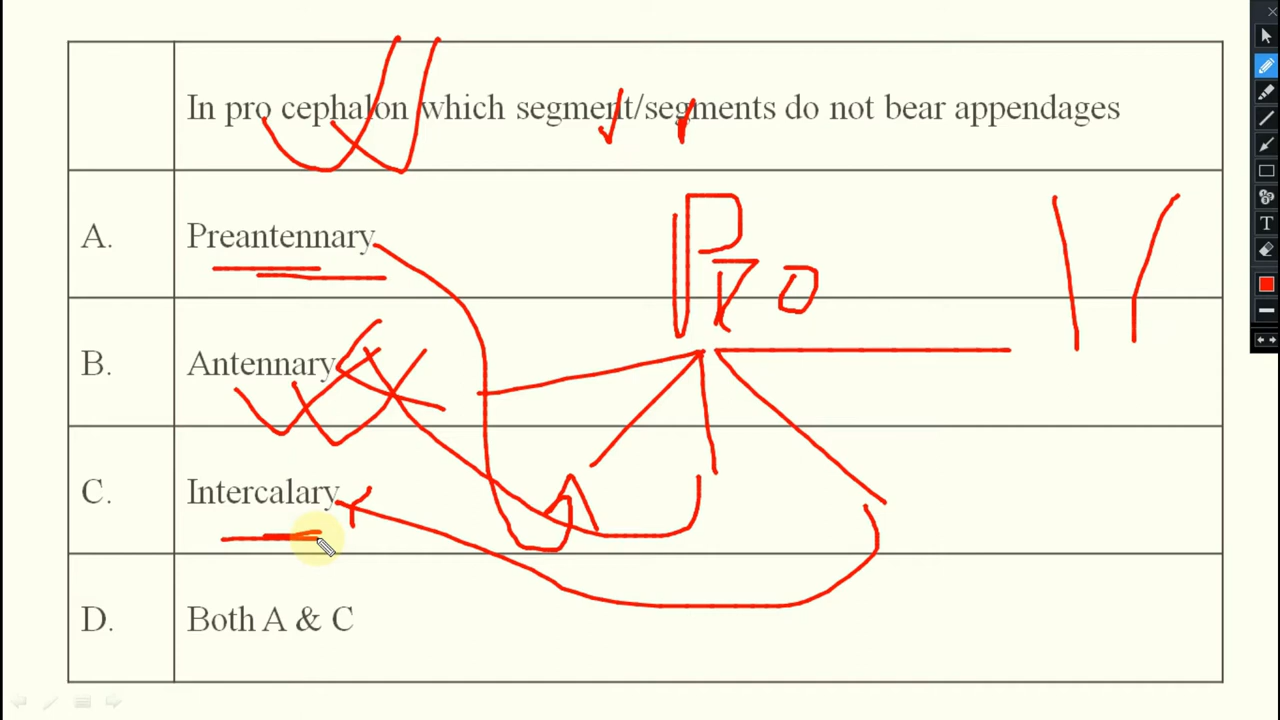 In pro cephalon which segment/segments do not bear appendages
A. Preantennary
Pro
B. Antennary
C. Intercalary
D. Both A & C